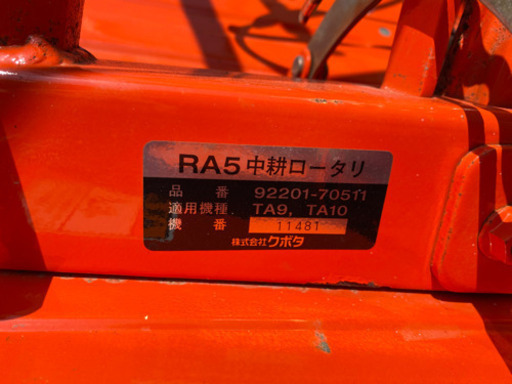 RA5 中耕ロータリ
品番 92201-70511
適用機種. TA9, TA10
機番 11481
株式会社クボタ